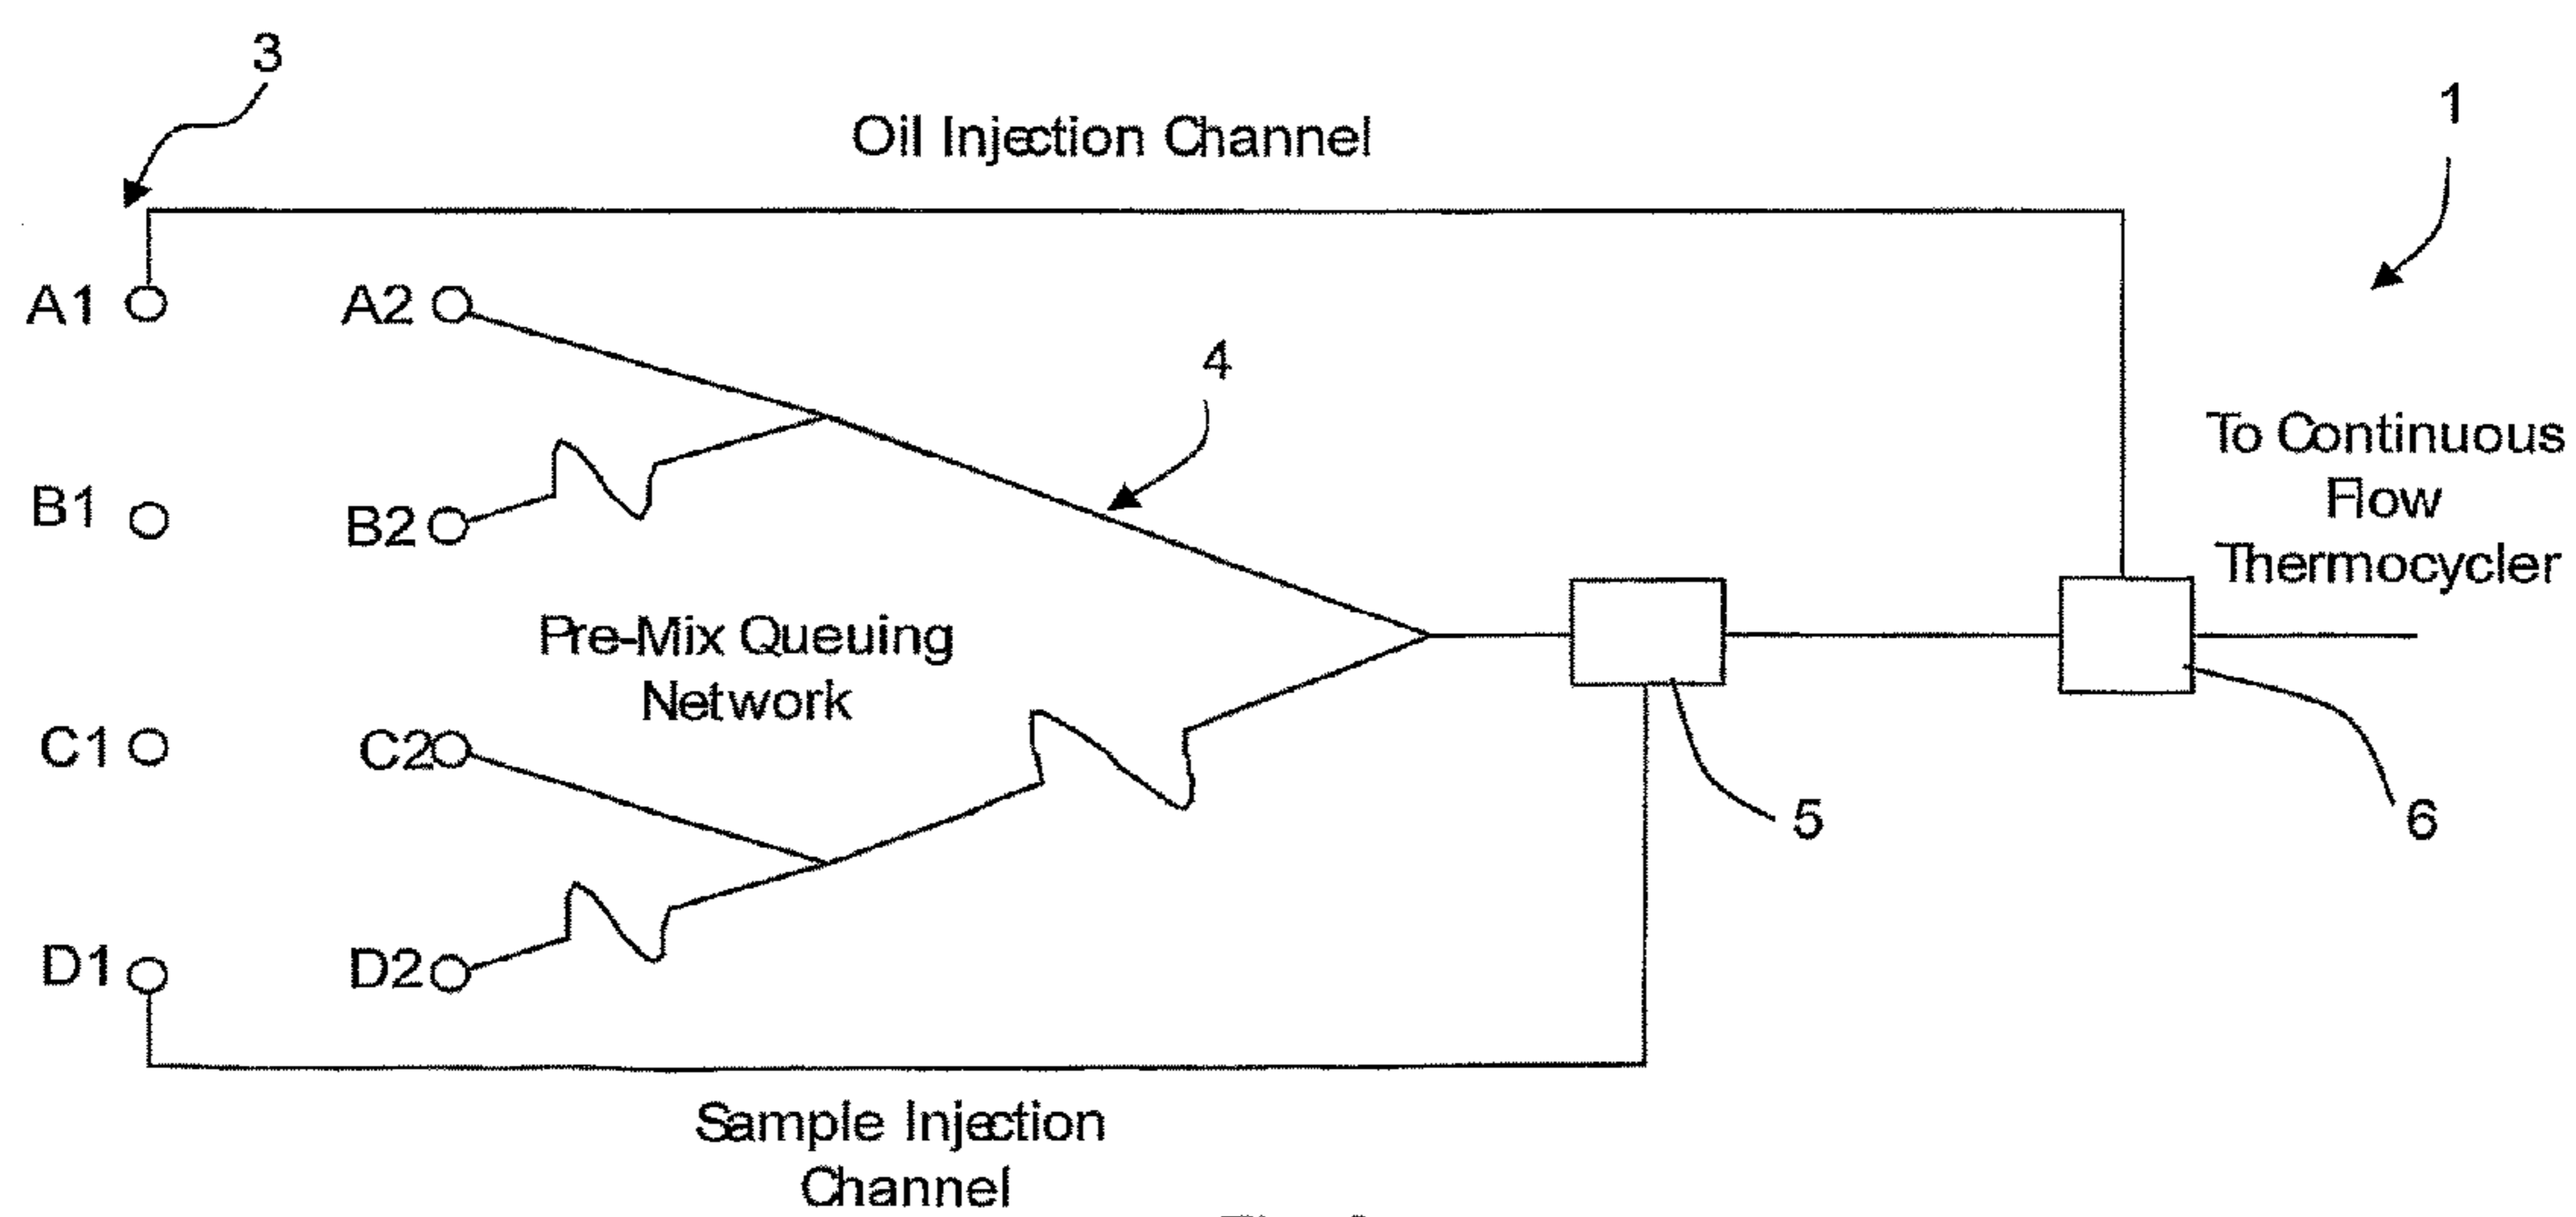 3
1
Oil Injection Channel
A1
A2
4
To Continuous
Flow
Thermocycler
B1
B2
Pre-Mix Queuing
Network
C1
C2
5
6
D1
D2
Sample Injection
Channel